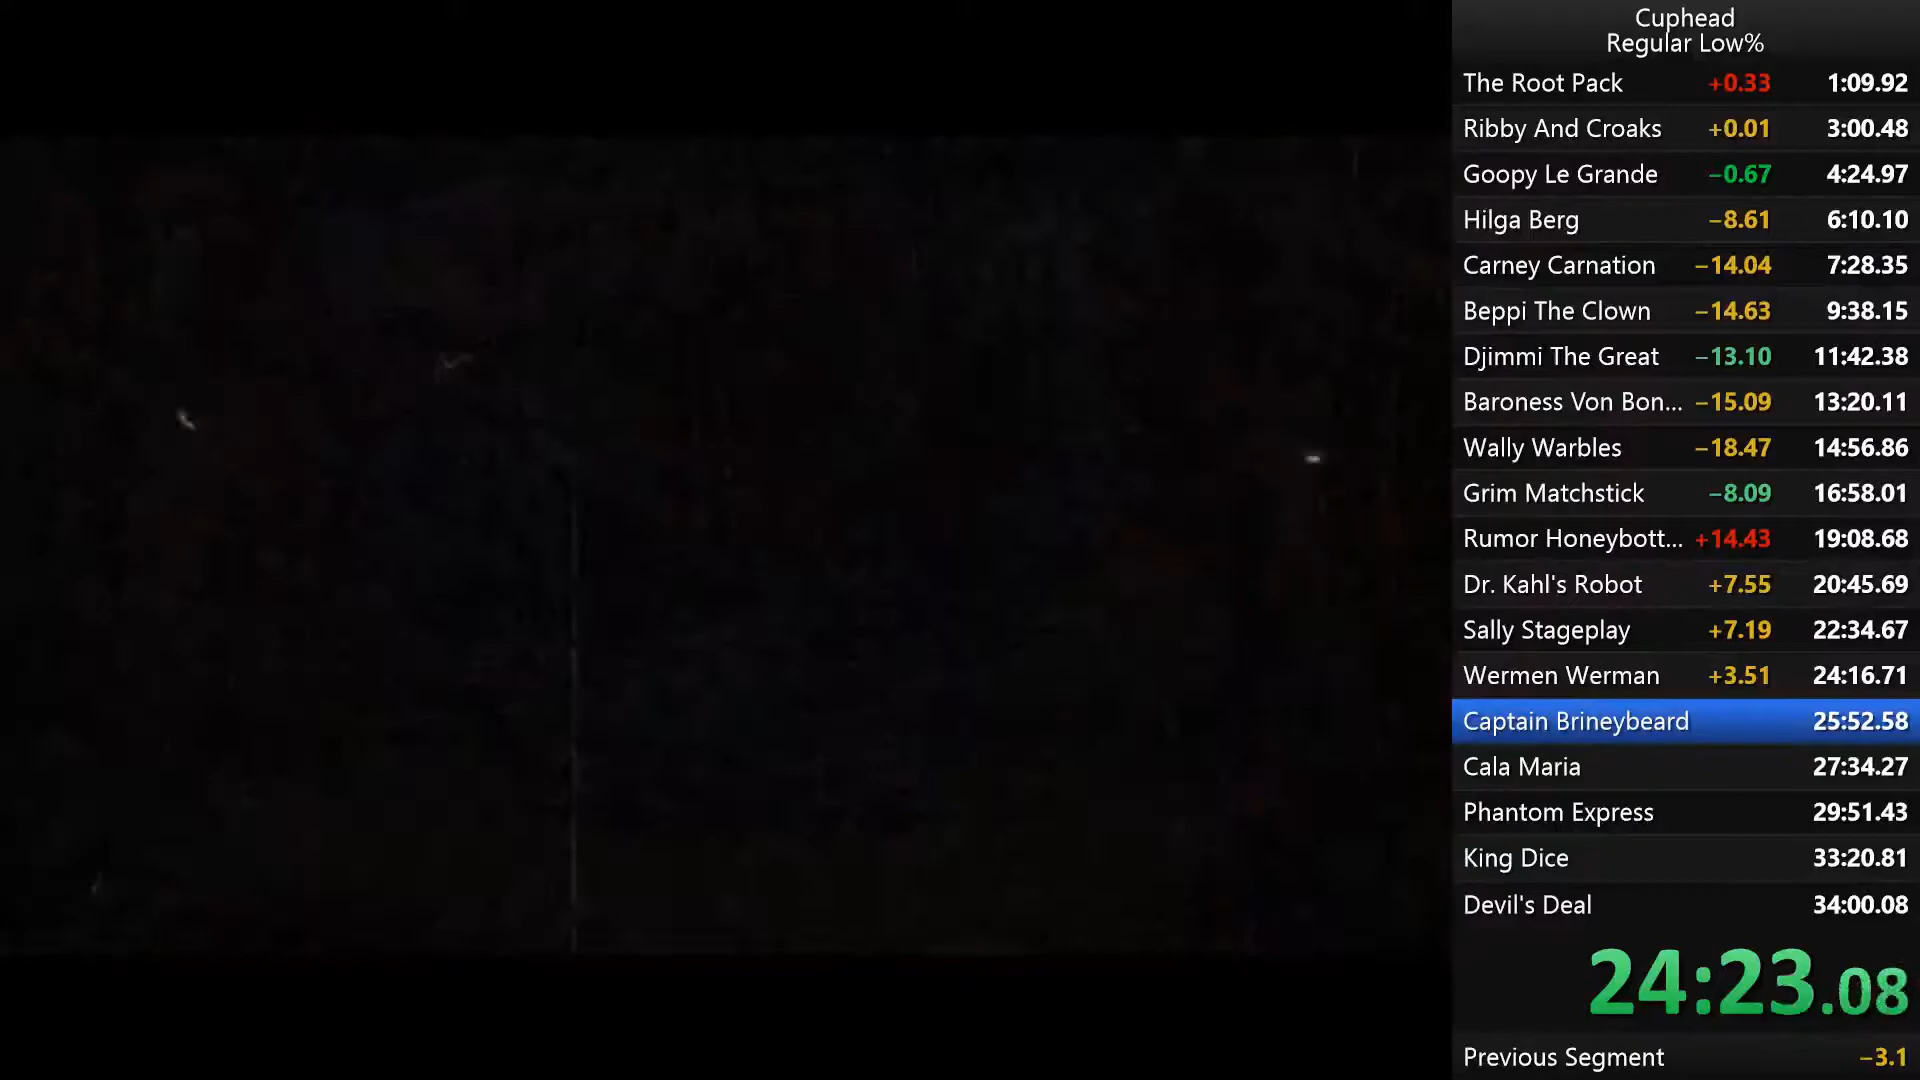 Cuphead
Regular Low%
The Root Pack +0.33 1:09.92
Ribby And Croaks +0.01 3:00.48
Goopy Le Grande −0.67 4:24.97
Hilga Berg −8.61 6:10.10
Carney Carnation −14.04 7:28.35
Beppi The Clown −14.63 9:38.15
Djimmi The Great −13.10 11:42.38
Baroness Von Bon... −15.09 13:20.11
Wally Warbles −18.47 14:56.86
Grim Matchstick −8.09 16:58.01
Rumor Honeybott... +14.43 19:08.68
Dr. Kahl's Robot +7.55 20:45.69
Sally Stageplay +7.19 22:34.67
Wermen Werman +3.51 24:16.71
Captain Brineybeard 25:52.58
Cala Maria 27:34.27
Phantom Express 29:51.43
King Dice 33:20.81
Devil's Deal 34:00.08
24:23.08
Previous Segment −3.1